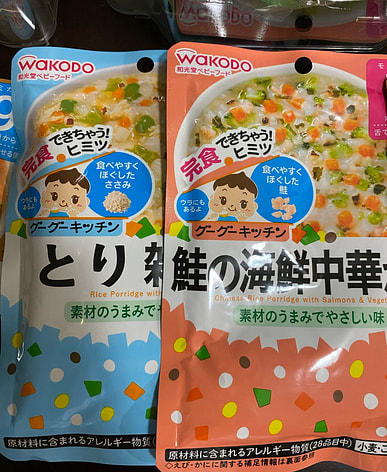 WAKODO
和光堂ベビーフード
完食
できちゃう!
ヒミツ
食べやすく
ほぐした
ささみ
ウラにも
あるよ
グーグーキッチン
とり
Rice Porridge with
素材のうまみで
原材料に含まれるアレルギー物質
WAKODO
和光堂ベビーフード
完食
できちゃう!
ヒミツ
食べやすく
ほぐした
鮭
ウラにも
あるよ
グーグーキッチン
鮭の海鮮中華
Chinese Rice Porridge with Salmons & Vege
素材のうまみでやさしい味
原材料に含まれるアレルギー物質(28品目中)
小麦・
◇えび・かにに関する補足情報は裏面参照